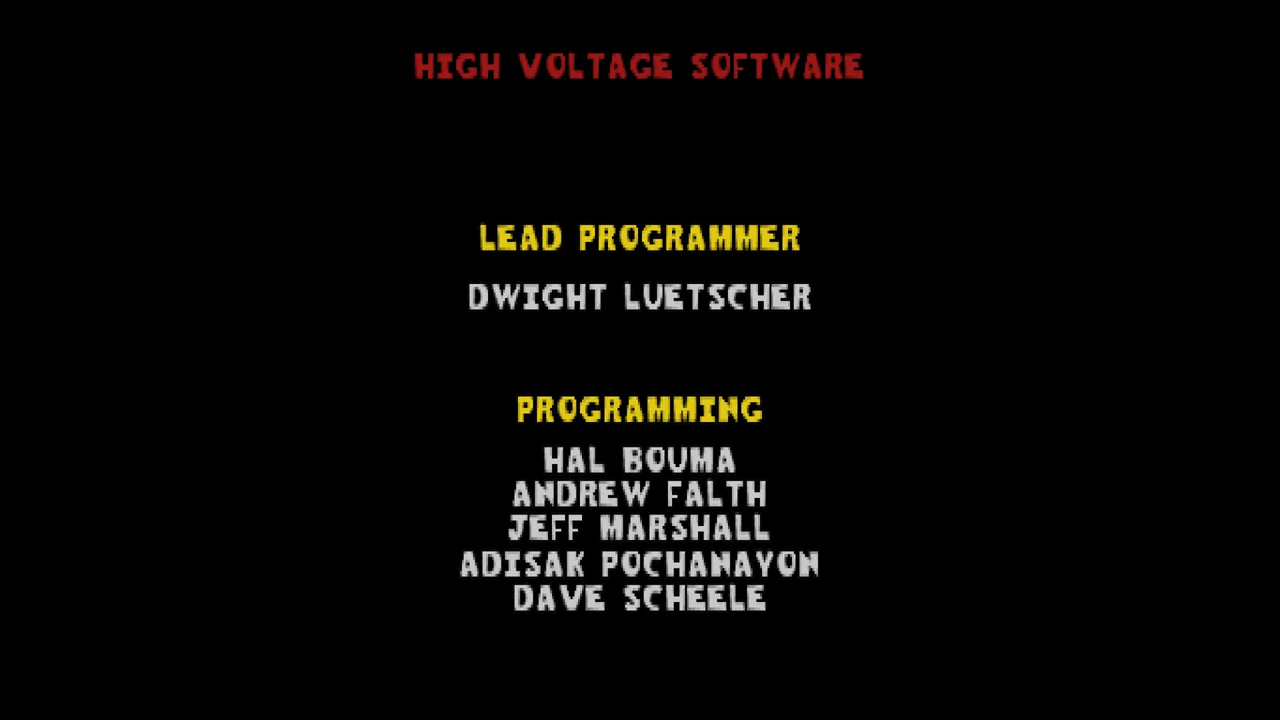 HIGH VOLTAGE SOFTWARE
LEAD PROGRAMMER
DWIGHT LUETSCHER
PROGRAMMING
HAL BOUMA
ANDREW FALTH
JEFF MARSHALL
ADISAK POCHANAYON
DAVE SCHEELE